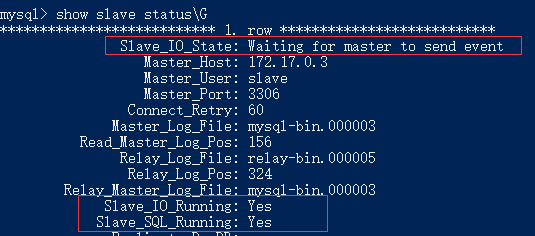 mysql> show slave status\G
*************************** 1. row ***************************
Slave_IO_State: Waiting for master to send event
Master_Host: 172.17.0.3
Master_User: slave
Master_Port: 3306
Connect_Retry: 60
Master_Log_File: mysql-bin.000003
Read_Master_Log_Pos: 156
Relay_Log_File: relay-bin.000005
Relay_Log_Pos: 324
Relay_Master_Log_File: mysql-bin.000003
Slave_IO_Running: Yes
Slave_SQL_Running: Yes